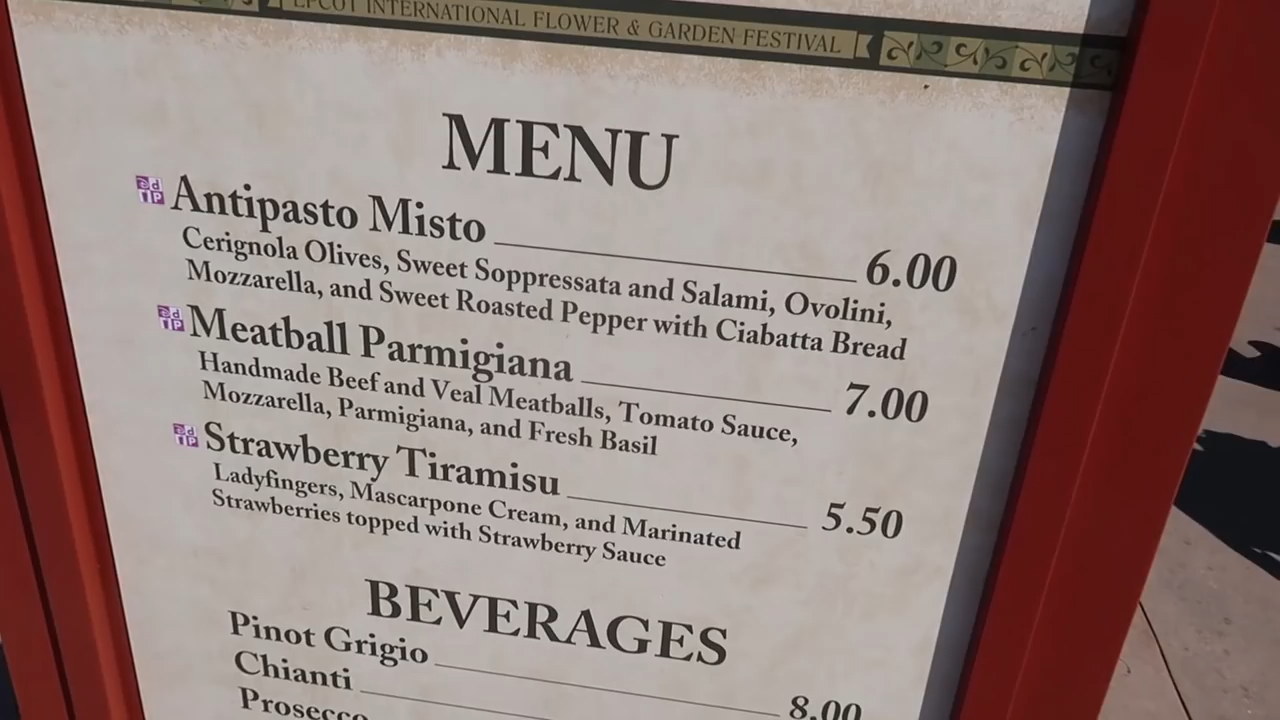 EPCOT INTERNATIONAL FLOWER & GARDEN FESTIVAL
MENU
Antipasto Misto 6.00
Cerignola Olives, Sweet Soppressata and Salami, Ovolini,
Mozzarella, and Sweet Roasted Pepper with Ciabatta Bread
Meatball Parmigiana 7.00
Handmade Beef and Veal Meatballs, Tomato Sauce,
Mozzarella, Parmigiana, and Fresh Basil
Strawberry Tiramisu 5.50
Ladyfingers, Mascarpone Cream, and Marinated
Strawberries topped with Strawberry Sauce
BEVERAGES
Pinot Grigio 8.00
Chianti
Prosecco